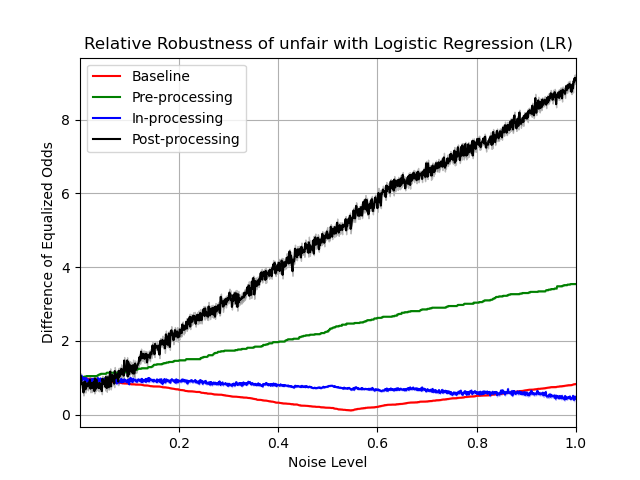 Relative Robustness of unfair with Logistic Regression (LR)
Baseline
Pre-processing
In-processing
Post-processing
Difference of Equalized Odds
8
6
4
2
0
0.2 0.4 0.6 0.8 1.0
Noise Level